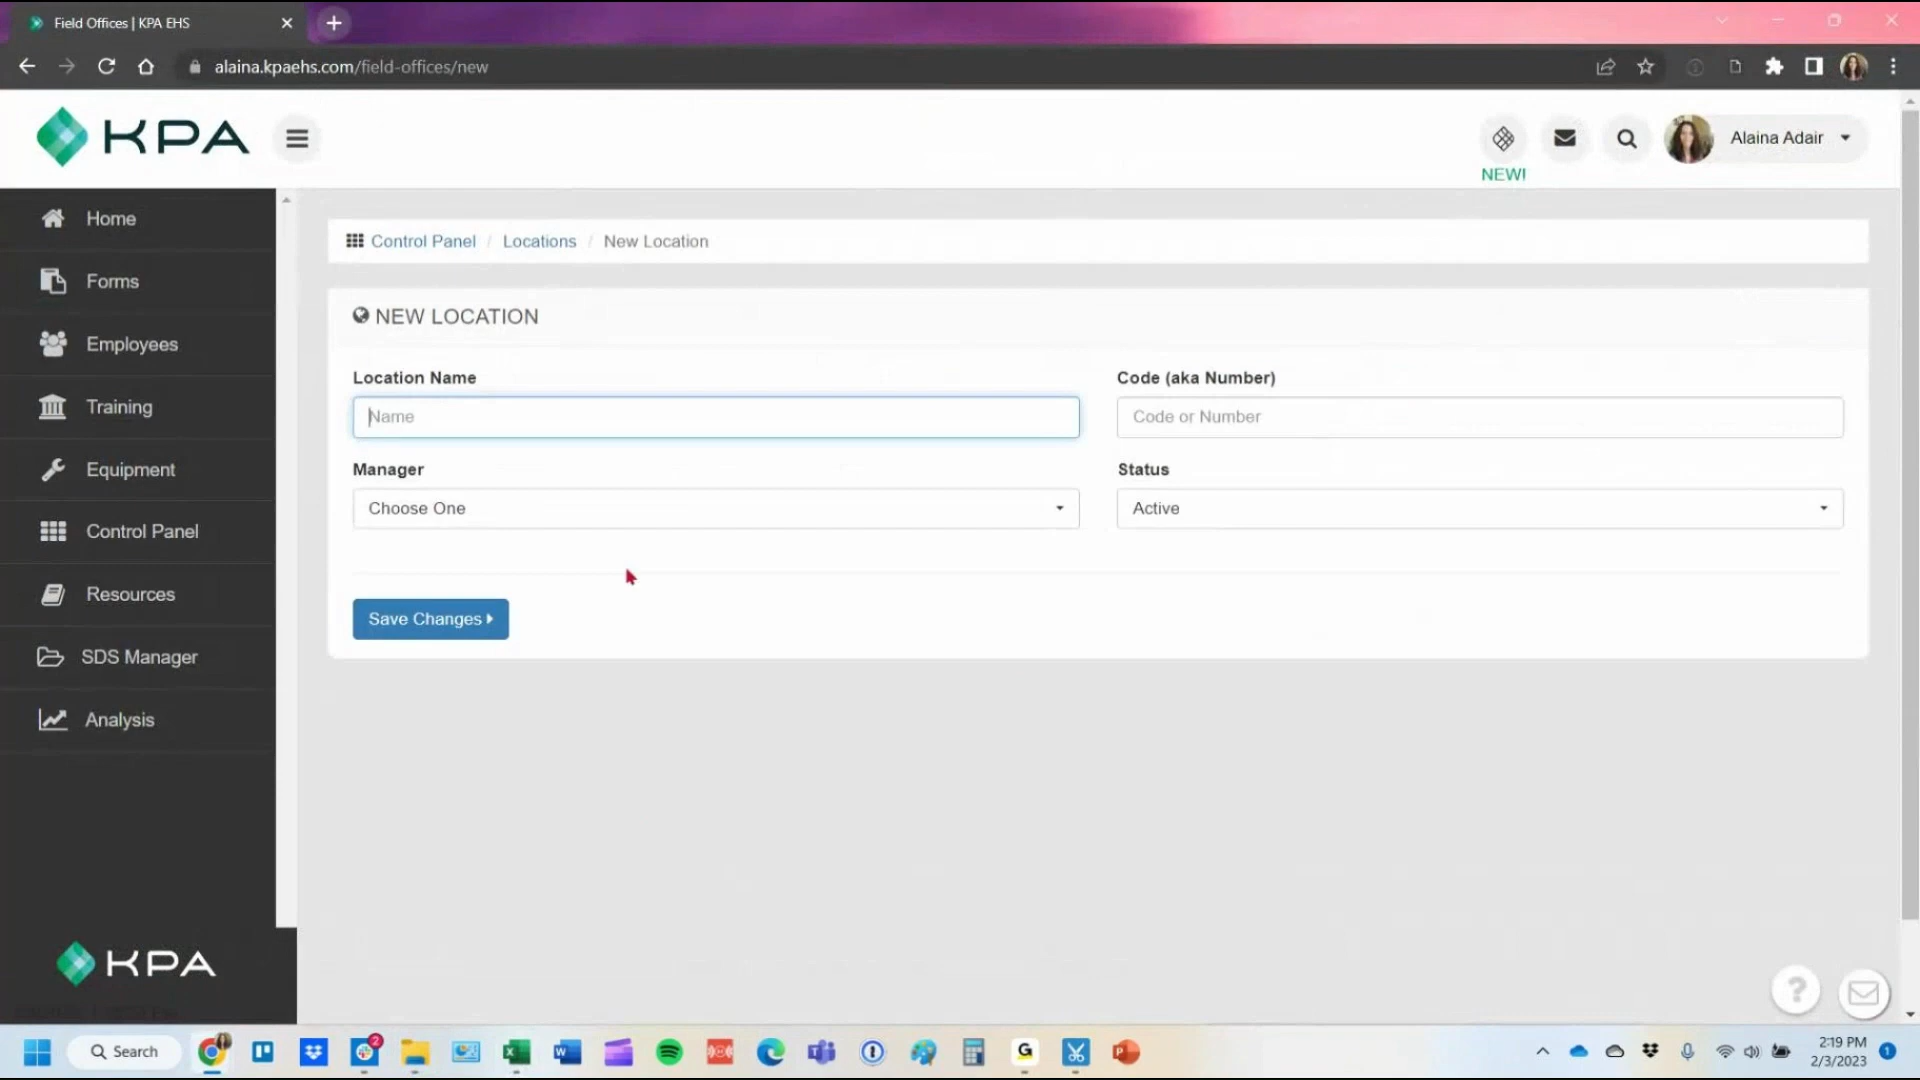 Field Offices | KPA EHS
alaina.kpaehs.com/field-offices/new
KPA
NEW!
Alaina Adair
Home
Forms
Employees
Training
Equipment
Control Panel
Resources
SDS Manager
Analysis
KPA
Control Panel / Locations / New Location
NEW LOCATION
Location Name
Name
Code (aka Number)
Code or Number
Manager
Choose One
Status
Active
Save Changes
?
Search
2
2:19 PM
2/3/2023
1